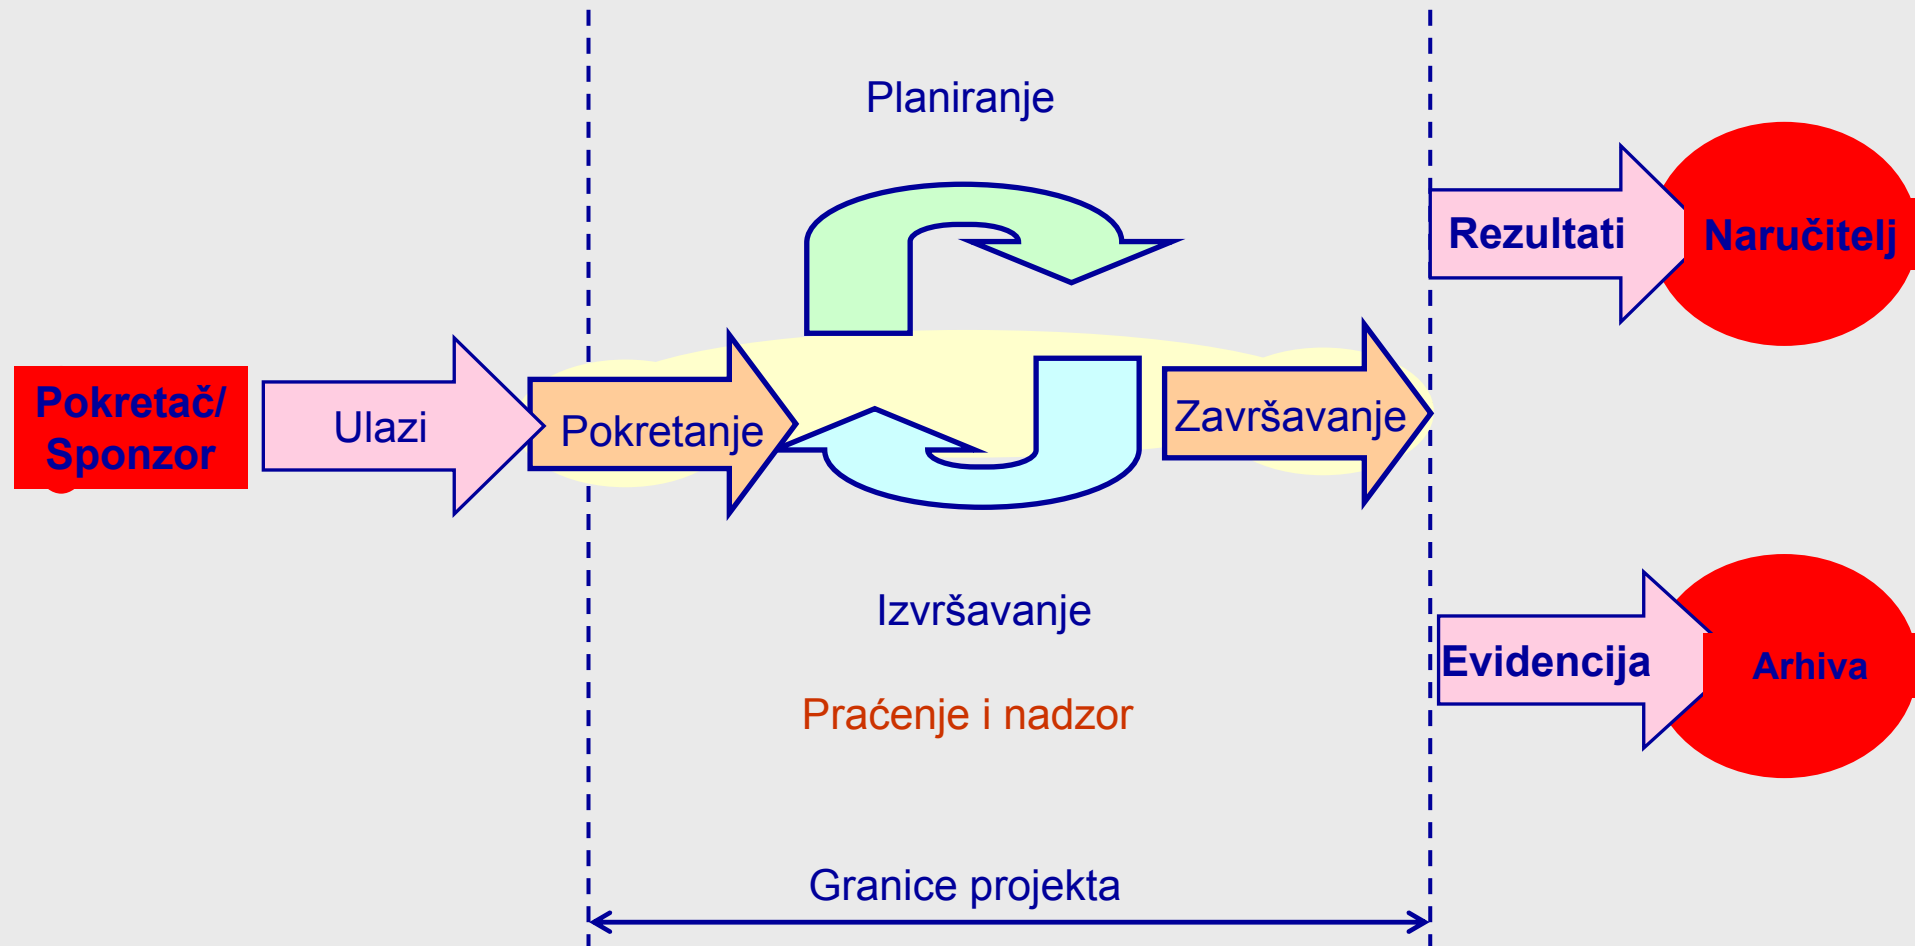 Planiranje
Rezultati
Naručitelj
Pokretač/
Sponzor
Ulazi
Pokretanje
Završavanje
Izvršavanje
Evidencija
Arhiva
Praćenje i nadzor
Granice projekta